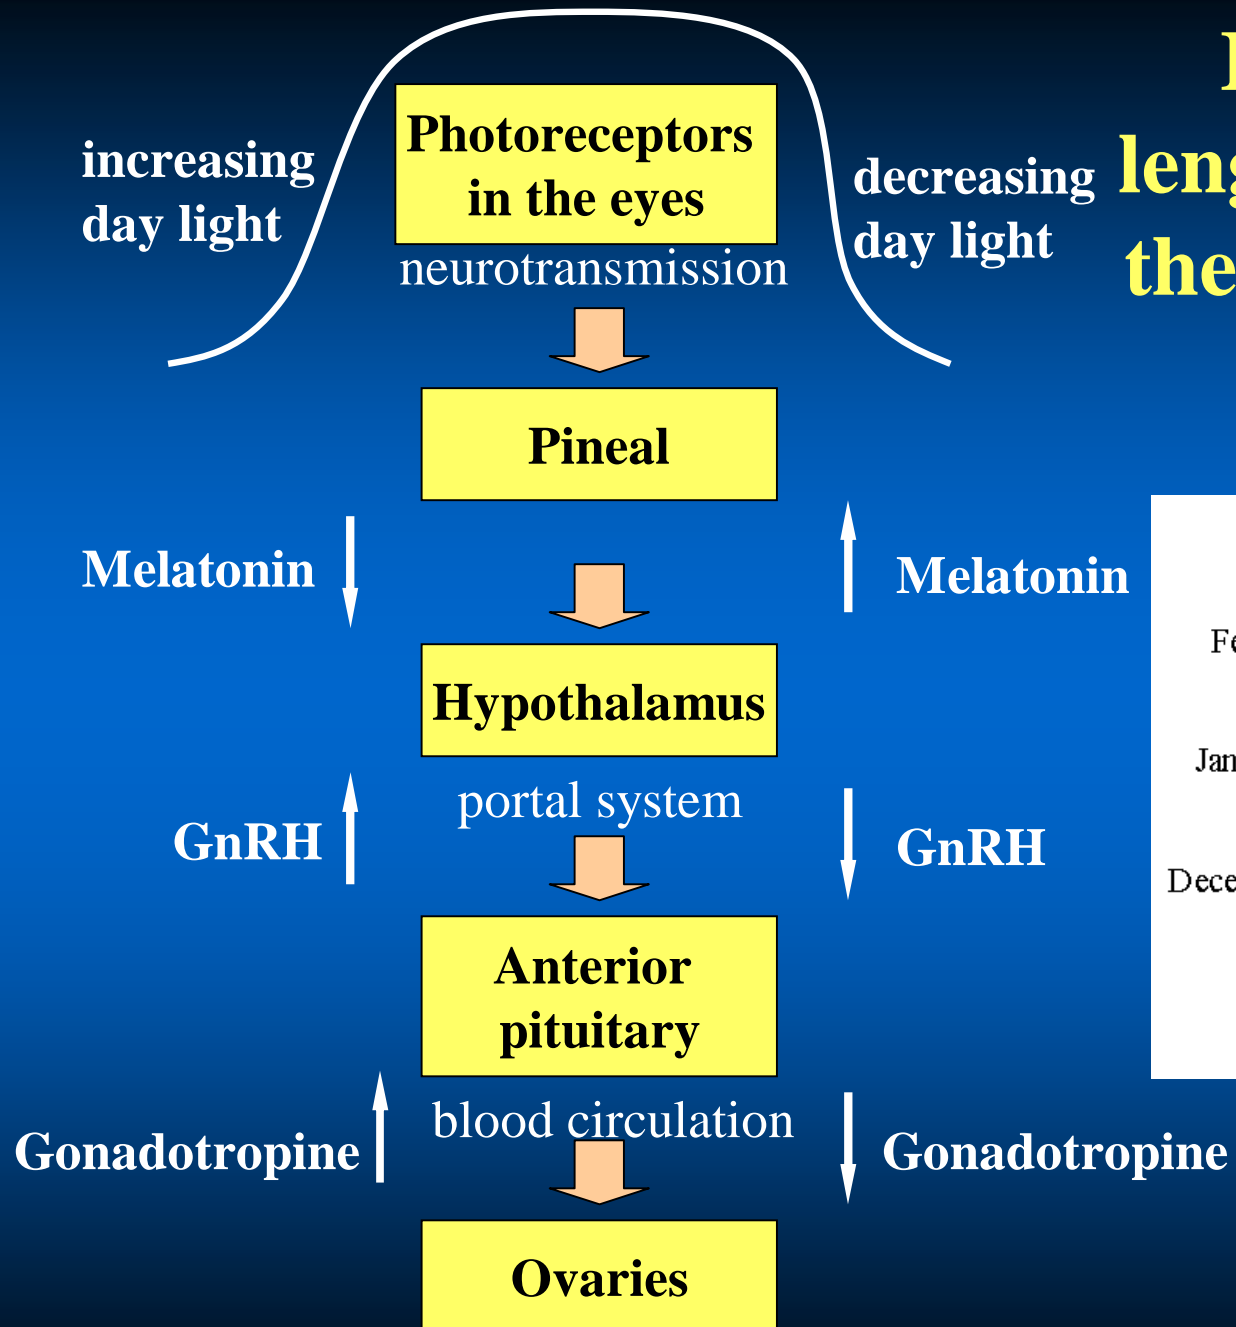 increasing
day light
Photoreceptors
in the eyes
decreasing
day light
the
neurotransmission
Pineal
Melatonin
Melatonin
Hypothalamus
portal system
GnRH
GnRH
Anterior
pituitary
blood circulation
Gonadotropine
Gonadotropine
Ovaries